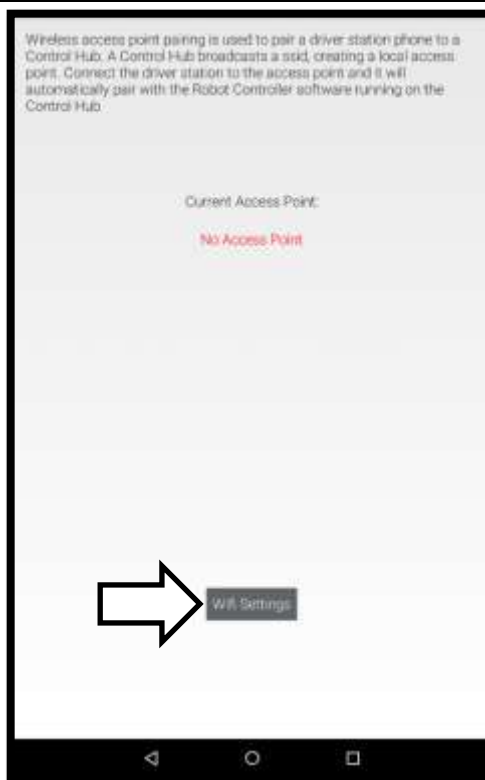 Wireless access point pairing is used to pair a driver station phone to a
Control Hub. A Control Hub broadcasts a ssid, creating a local access
point. Connect the driver station to the access point and it will
automatically pair with the Robot Controller software running on the
Control Hub
Current Access Point:
No Access Point
Wifi Settings